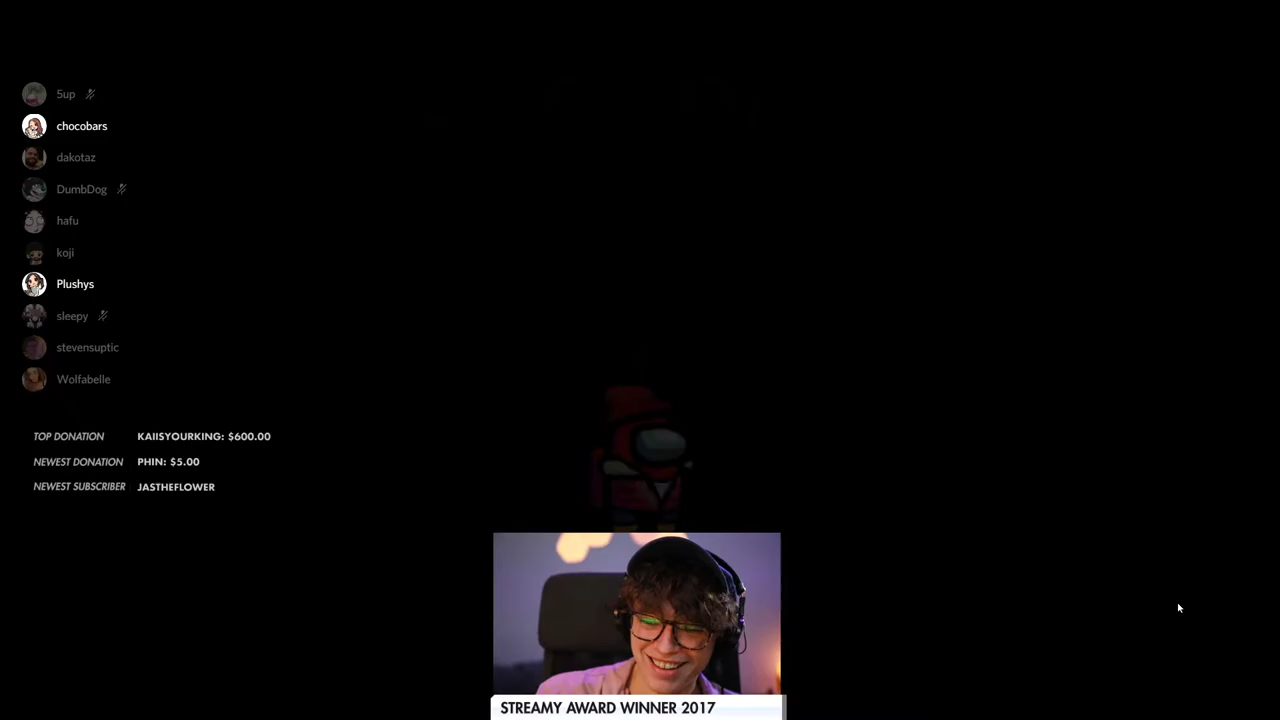 5up
chocobars
dakotaz
DumbDog
hafu
koji
Plushys
sleepy
stevensuptic
Wolfabelle
TOP DONATION KAIISYOURKING: $600.00
NEWEST DONATION PHIN: $5.00
NEWEST SUBSCRIBER JASTHEFLOWER
STREAMY AWARD WINNER 2017